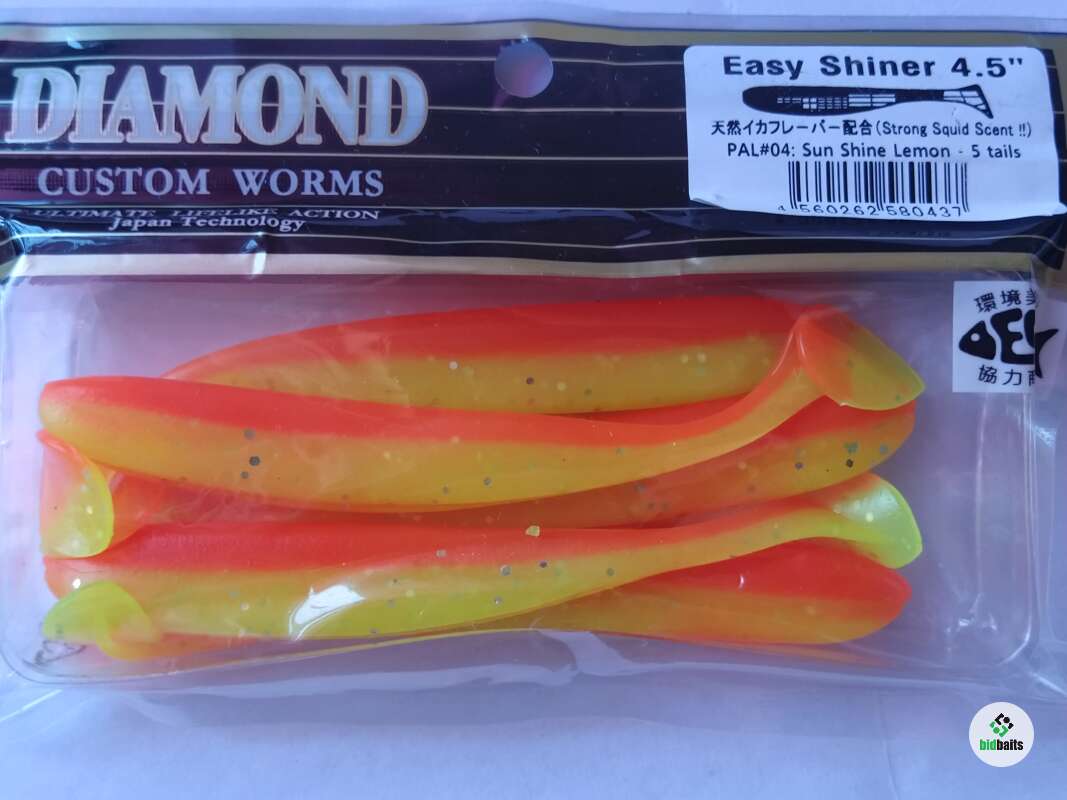 DIAMOND
CUSTOM WORMS
ULTIMATE LIFELIKE ACTION
Japan Technology
Easy Shiner 4.5"
天然イカフレーバー配合(Strong Squid Scent !!)
PAL#04: Sun Shine Lemon - 5 tails
4 560262 580437
環境美
協力商
bidbaits